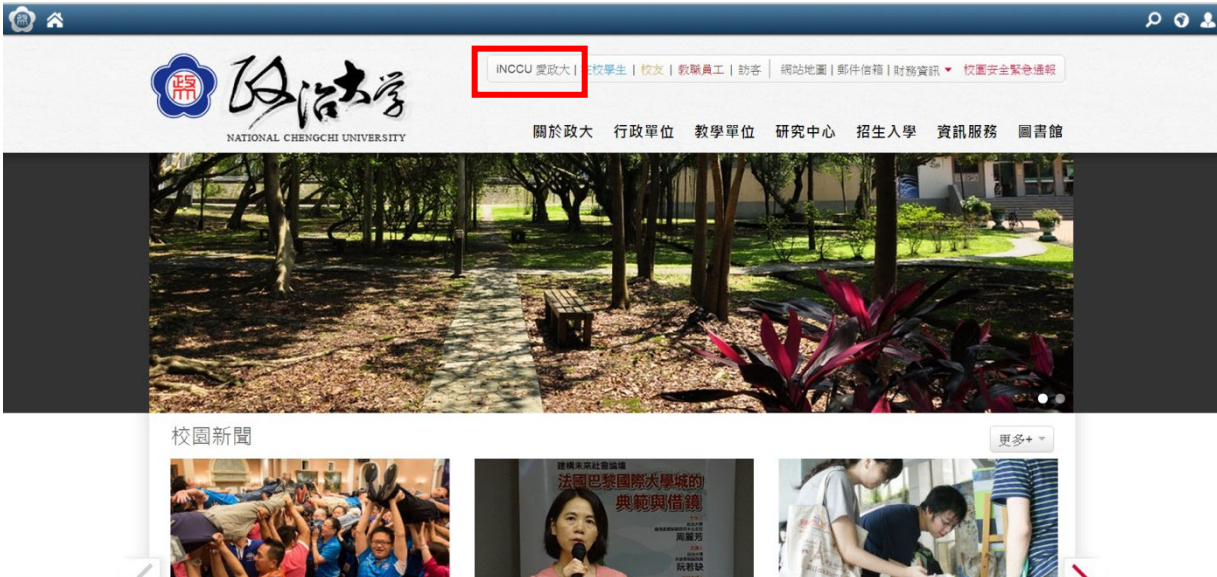 iNCCU 愛政大 | 在校學生 | 校友 | 教職員工 | 訪客 | 網站地圖 | 郵件信箱 | 財務資訊 校園安全緊急通報
政治大學
NATIONAL CHENGCHI UNIVERSITY
關於政大 行政單位 教學單位 研究中心 招生入學 資訊服務 圖書館
校園新聞
更多+
建構未來社會論壇
法國巴黎國際大學城的
典範與借鏡
周麗芳
阮若缺